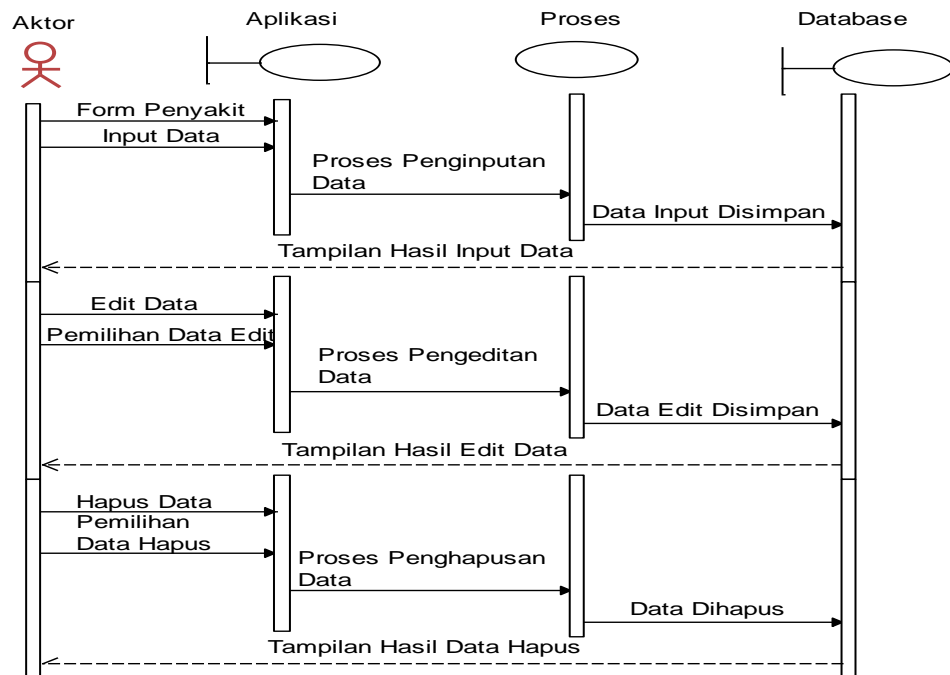 Aktor
Aplikasi
Proses
Database
Form Penyakit
Input Data
Proses Penginputan
Data
Data Input Disimpan
Tampilan Hasil Input Data
Edit Data
Pemilihan Data Edit
Proses Pengeditan
Data
Data Edit Disimpan
Tampilan Hasil Edit Data
Hapus Data
Pemilihan
Data Hapus
Proses Penghapusan
Data
Data Dihapus
Tampilan Hasil Data Hapus